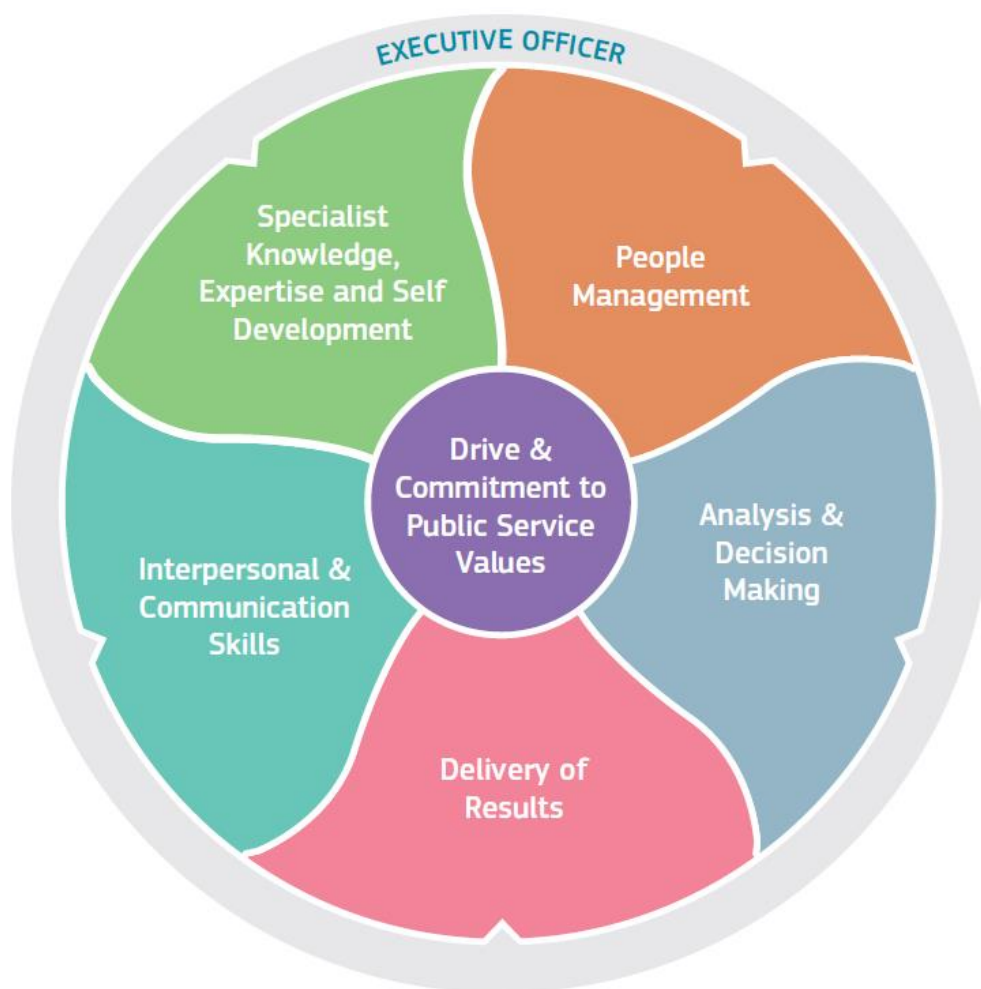 EXECUTIVE OFFICER
Specialist
Knowledge,
Expertise and Self
Development
People
Management
Drive &
Commitment to
Public Service
Values
Analysis &
Decision
Making
Interpersonal &
Communication
Skills
Delivery of
Results